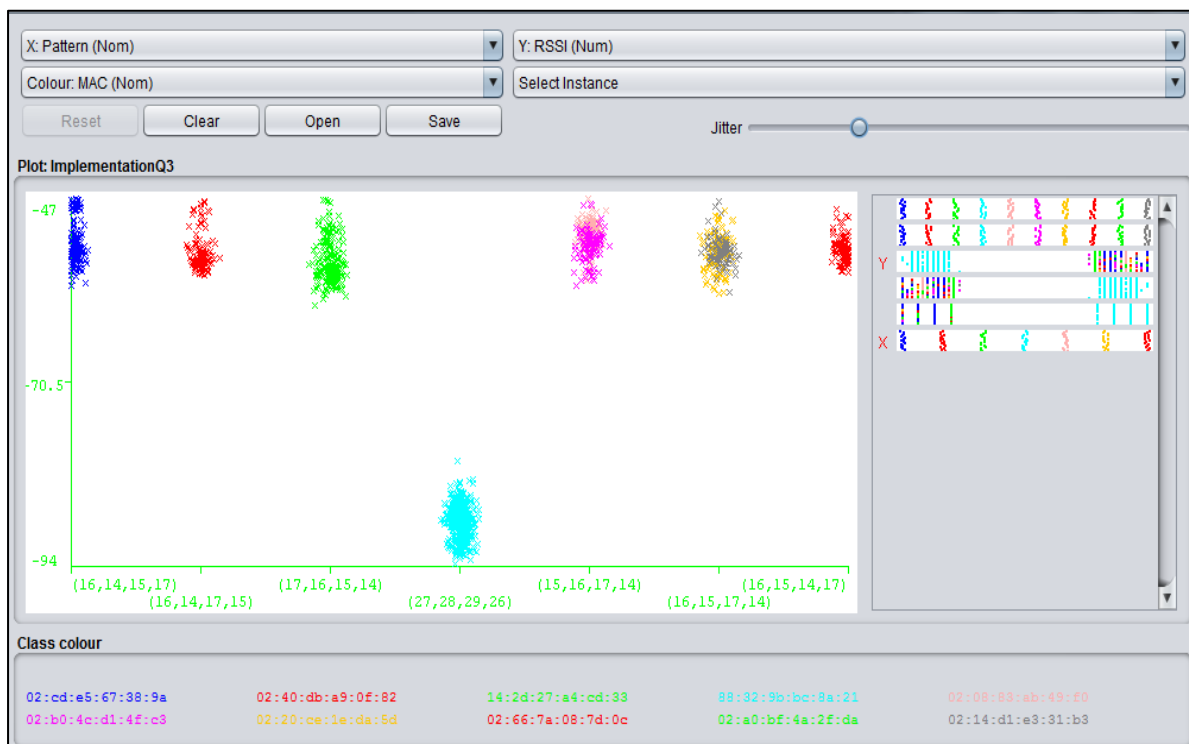 X: Pattern (Nom)
Y: RSSI (Num)
Colour: MAC (Nom)
Select Instance
Reset
Clear
Open
Save
Jitter
Plot: ImplementationQ3
-47
-70.5
-94
(16,14,15,17)
(17,16,15,14)
(15,16,17,14)
(16,15,14,17)
(16,14,17,15)
(27,28,29,26)
(16,15,17,14)
Y
X
Class colour
02:cd:e5:67:38:9a
02:40:db:a9:0f:82
14:2d:27:a4:cd:33
88:32:9b:bc:8a:21
02:08:83:ab:49:f0
02:b0:4c:d1:4f:c3
02:20:ce:1e:da:5d
02:66:7a:08:7d:0c
02:a0:bf:4a:2f:da
02:14:d1:e3:31:b3